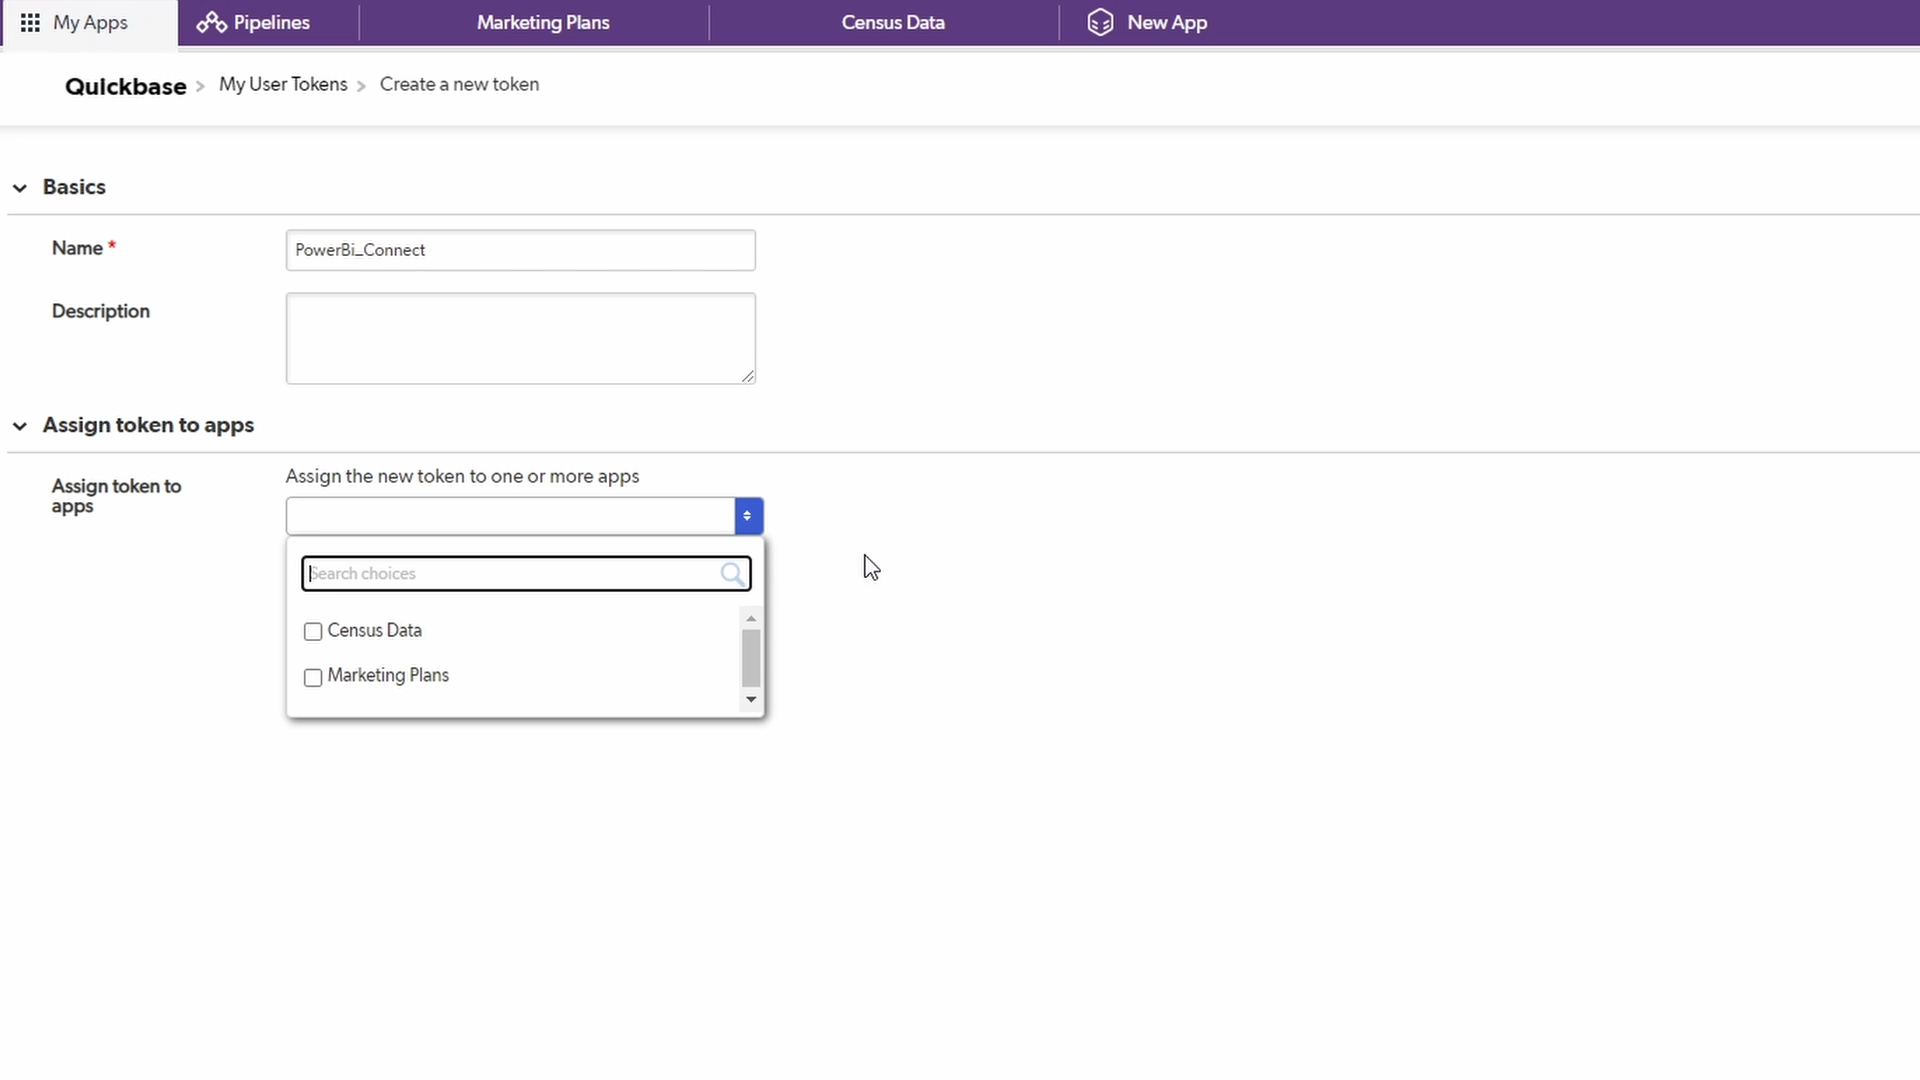 My Apps
Pipelines
Marketing Plans
Census Data
New App
Quickbase > My User Tokens > Create a new token
Basics
Name *
PowerBi_Connect
Description
Assign token to apps
Assign token to
apps
Assign the new token to one or more apps
Search choices
Census Data
Marketing Plans